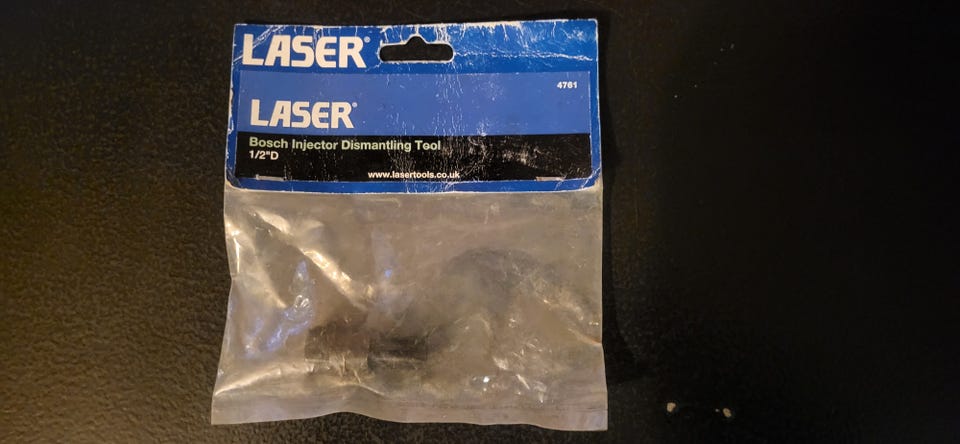 LASER®
4761
LASER®
Bosch Injector Dismantling Tool
1/2"D
www.lasertools.co.uk